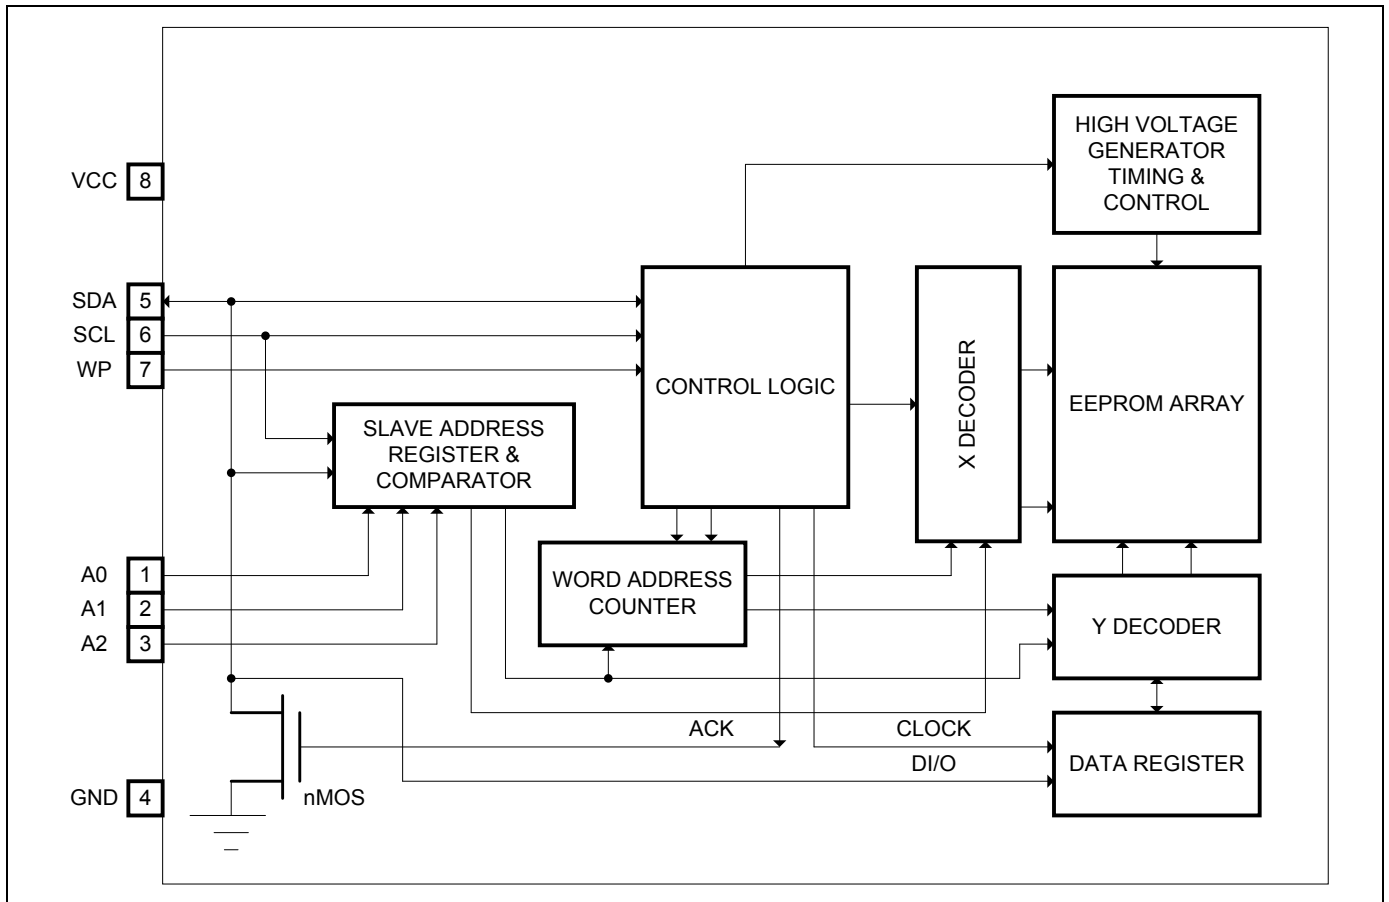 HIGH VOLTAGE
GENERATOR
TIMING &
CONTROL
VCC 8
SDA 5
SCL 6
WP 7
CONTROL LOGIC
X DECODER
EEPROM ARRAY
SLAVE ADDRESS
REGISTER &
COMPARATOR
A0 1
A1 2
A2 3
WORD ADDRESS
COUNTER
Y DECODER
ACK
CLOCK
DI/O
DATA REGISTER
GND 4
nMOS